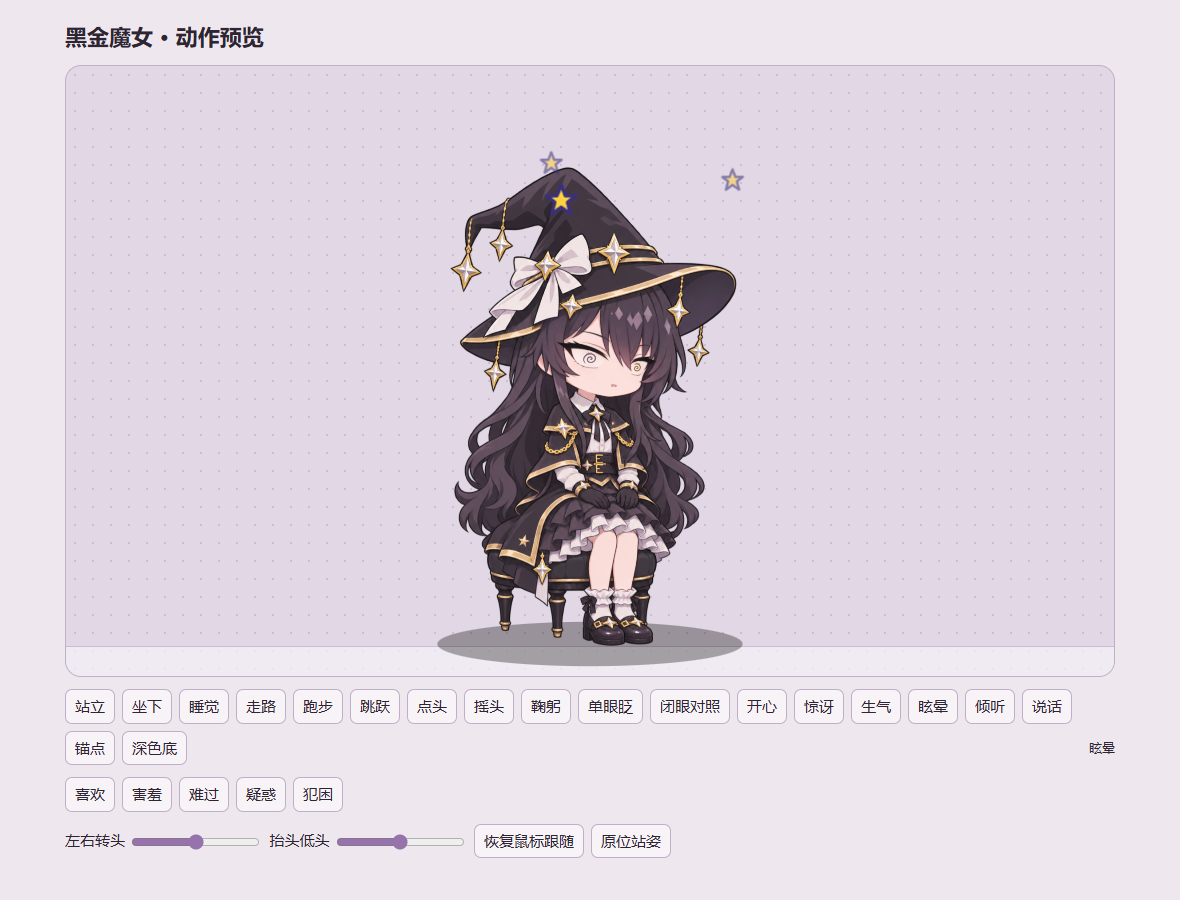 黑金魔女 • 动作预览
站立 坐下 睡觉 走路 跑步 跳跃 点头 摇头 鞠躬 单眼眨 闭眼对照 开心 惊讶 生气 眩晕 倾听 说话
锚点 深色底 眩晕
喜欢 害羞 难过 疑惑 犯困
左右转头 抬头低头 恢复鼠标跟随 原位站姿